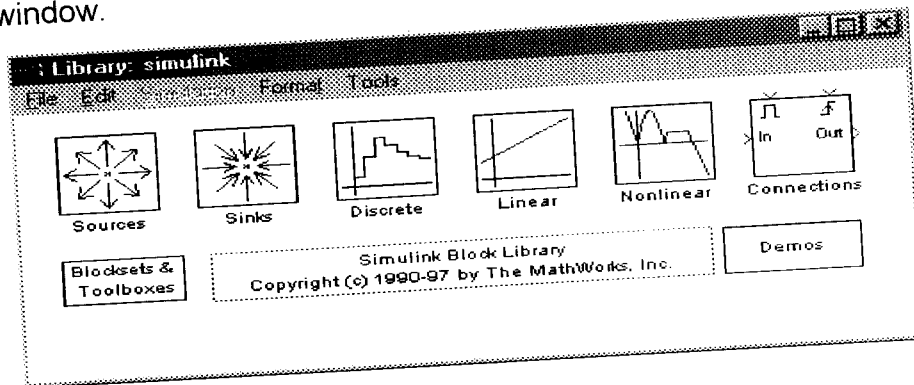 window.
Library: simulink
File Edit Simulation Format Tools
In Out
Sources Sinks Discrete Linear Nonlinear Connections
Blocksets & Toolboxes
Simulink Block Library
Copyright (c) 1990-97 by The MathWorks, Inc.
Demos